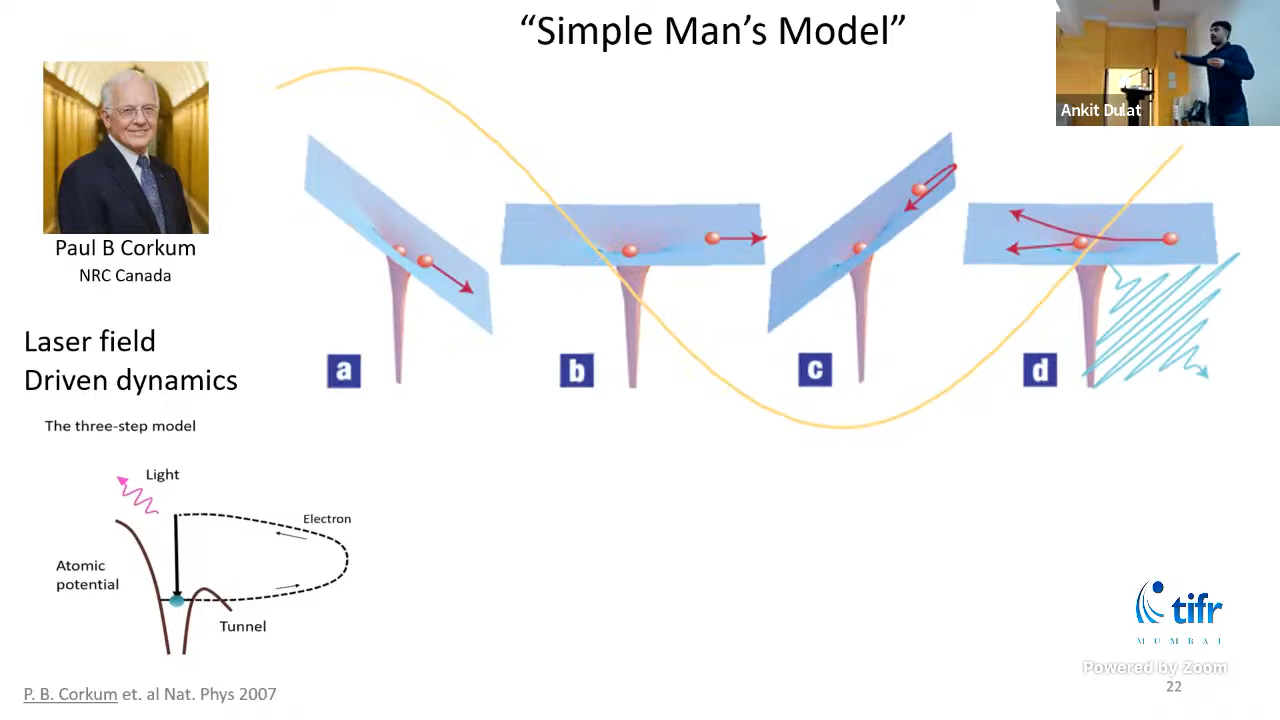 “Simple Man’s Model”
Ankit Dulat
Paul B Corkum
NRC Canada
Laser field
Driven dynamics
a
b
c
d
The three-step model
Light
Electron
Atomic
potential
Tunnel
tifr
MUMBAI
Powered by Zoom
P. B. Corkum et. al Nat. Phys 2007
22